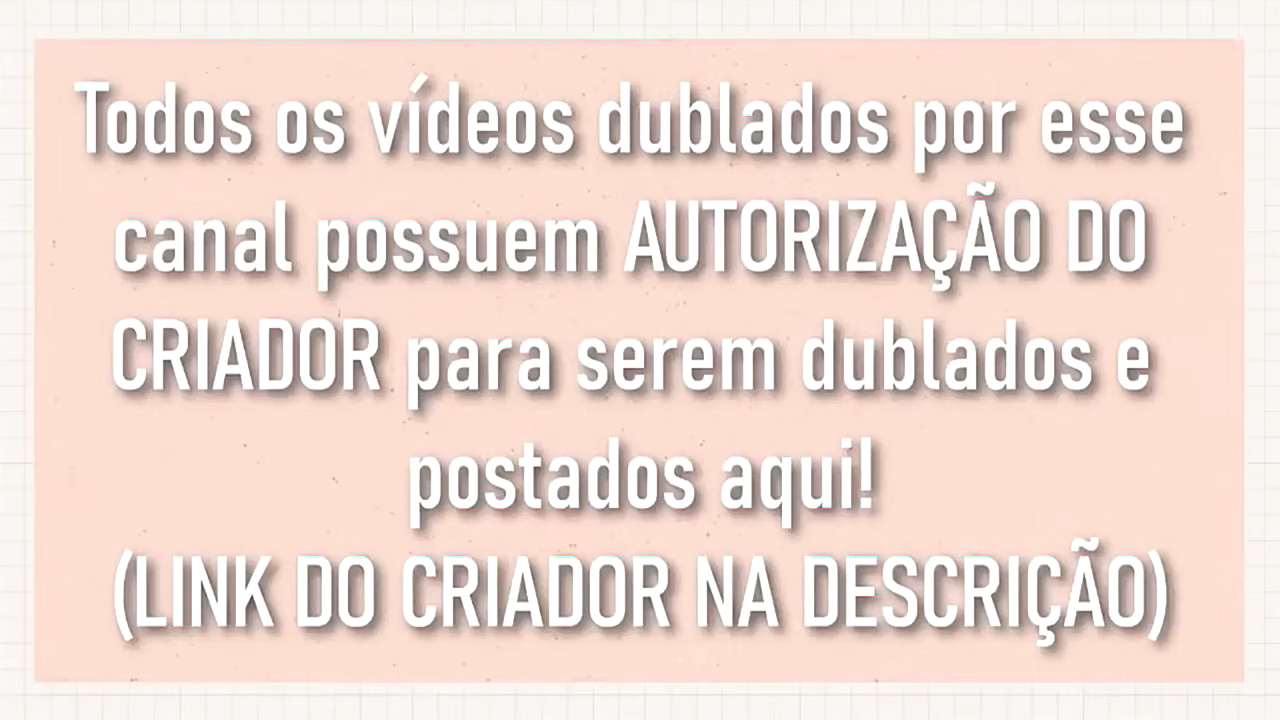 Todos os vídeos dublados por esse
canal possuem AUTORIZAÇÃO DO
CRIADOR para serem dublados e
postados aqui!
(LINK DO CRIADOR NA DESCRIÇÃO)